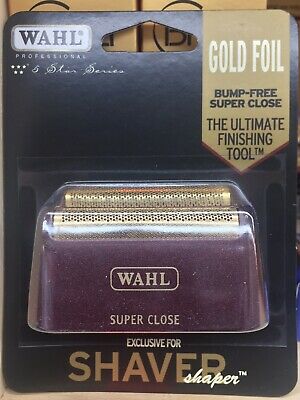 WAHL
PROFESSIONAL
5 Star Series
GOLD FOIL
BUMP-FREE
SUPER CLOSE
THE ULTIMATE
FINISHING
TOOL™
WAHL
SUPER CLOSE
EXCLUSIVE FOR
SHAVER
shaper™